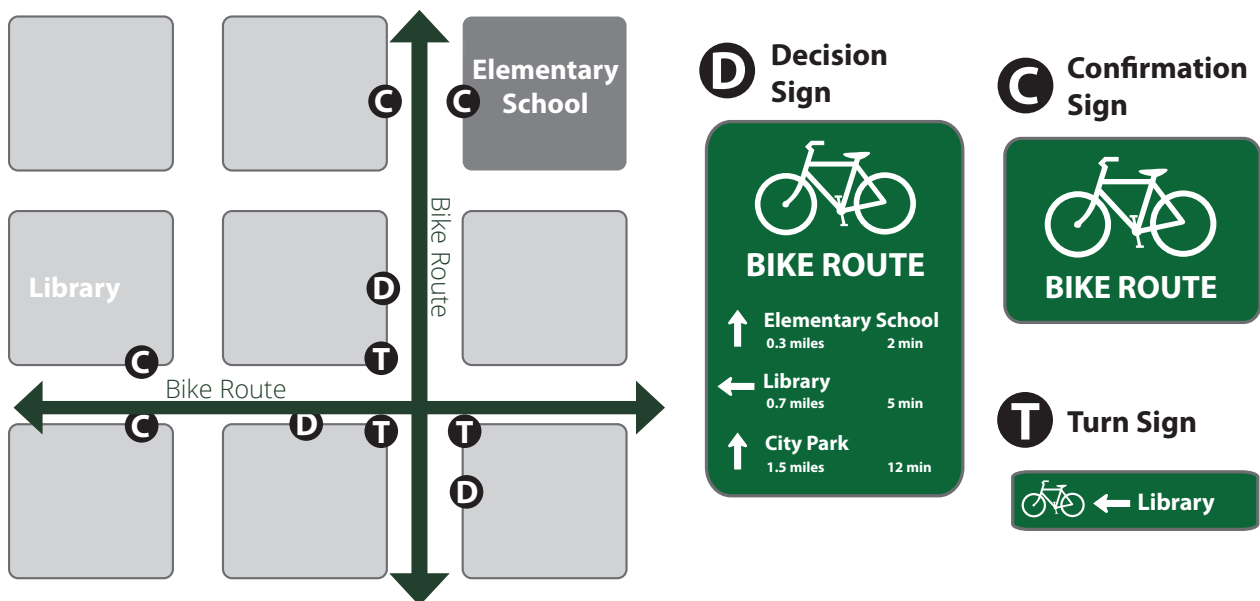 Elementary
School
C
C
Bike Route
Library
D
T
C
Bike Route
C
D
T
T
D
D
Decision
Sign
BIKE ROUTE
Elementary School
0.3 miles 2 min
Library
0.7 miles 5 min
City Park
1.5 miles 12 min
C
Confirmation
Sign
BIKE ROUTE
T
Turn Sign
Library